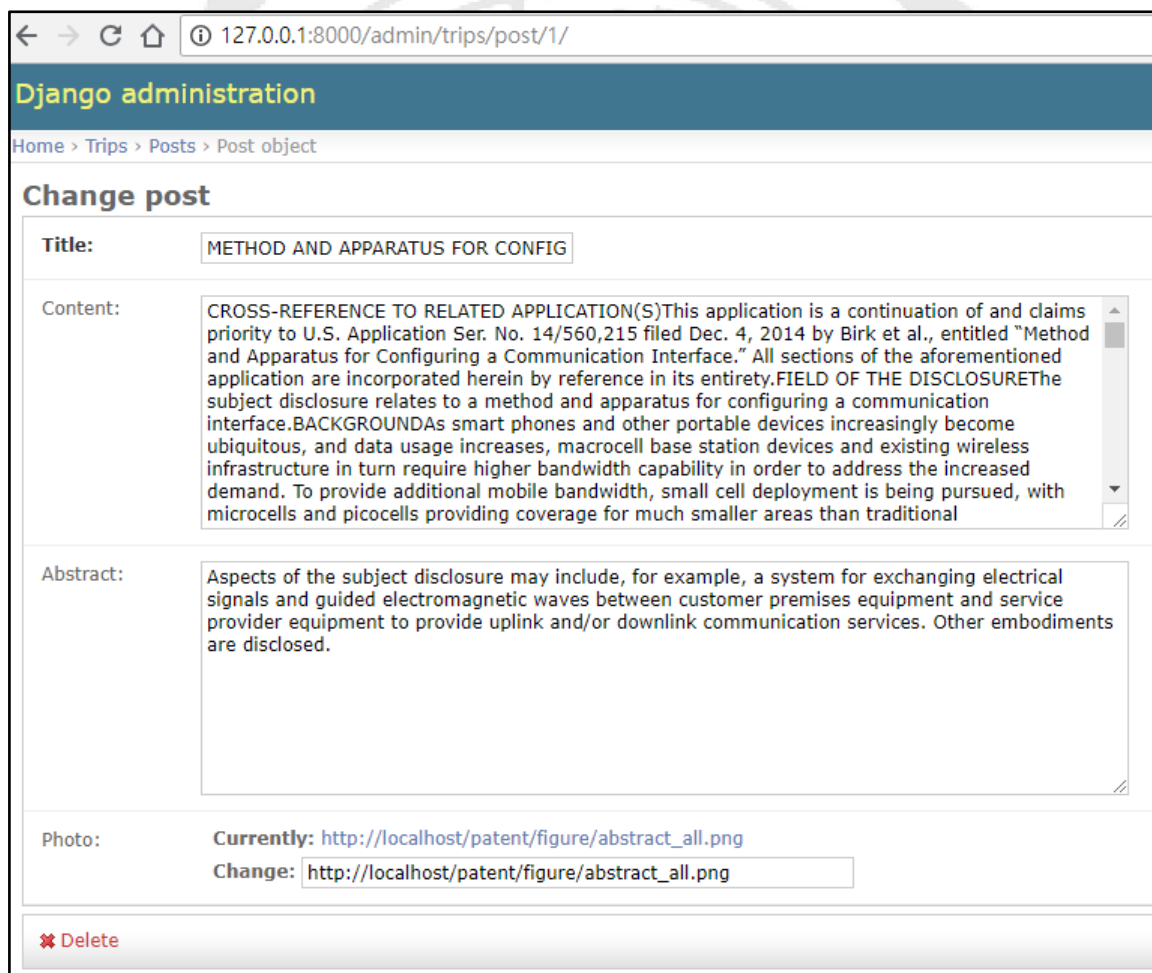 127.0.0.1:8000/admin/trips/post/1/
Django administration
Home › Trips › Posts › Post object
Change post
Title: METHOD AND APPARATUS FOR CONFIG
Content: CROSS-REFERENCE TO RELATED APPLICATION(S)This application is a continuation of and claims
priority to U.S. Application Ser. No. 14/560,215 filed Dec. 4, 2014 by Birk et al., entitled “Method
and Apparatus for Configuring a Communication Interface.” All sections of the aforementioned
application are incorporated herein by reference in its entirety.FIELD OF THE DISCLOSUREThe
subject disclosure relates to a method and apparatus for configuring a communication
interface.BACKGROUNDAs smart phones and other portable devices increasingly become
ubiquitous, and data usage increases, macrocell base station devices and existing wireless
infrastructure in turn require higher bandwidth capability in order to address the increased
demand. To provide additional mobile bandwidth, small cell deployment is being pursued, with
microcells and picocells providing coverage for much smaller areas than traditional
Abstract: Aspects of the subject disclosure may include, for example, a system for exchanging electrical
signals and guided electromagnetic waves between customer premises equipment and service
provider equipment to provide uplink and/or downlink communication services. Other embodiments
are disclosed.
Photo: Currently: http://localhost/patent/figure/abstract_all.png
Change: http://localhost/patent/figure/abstract_all.png
Delete